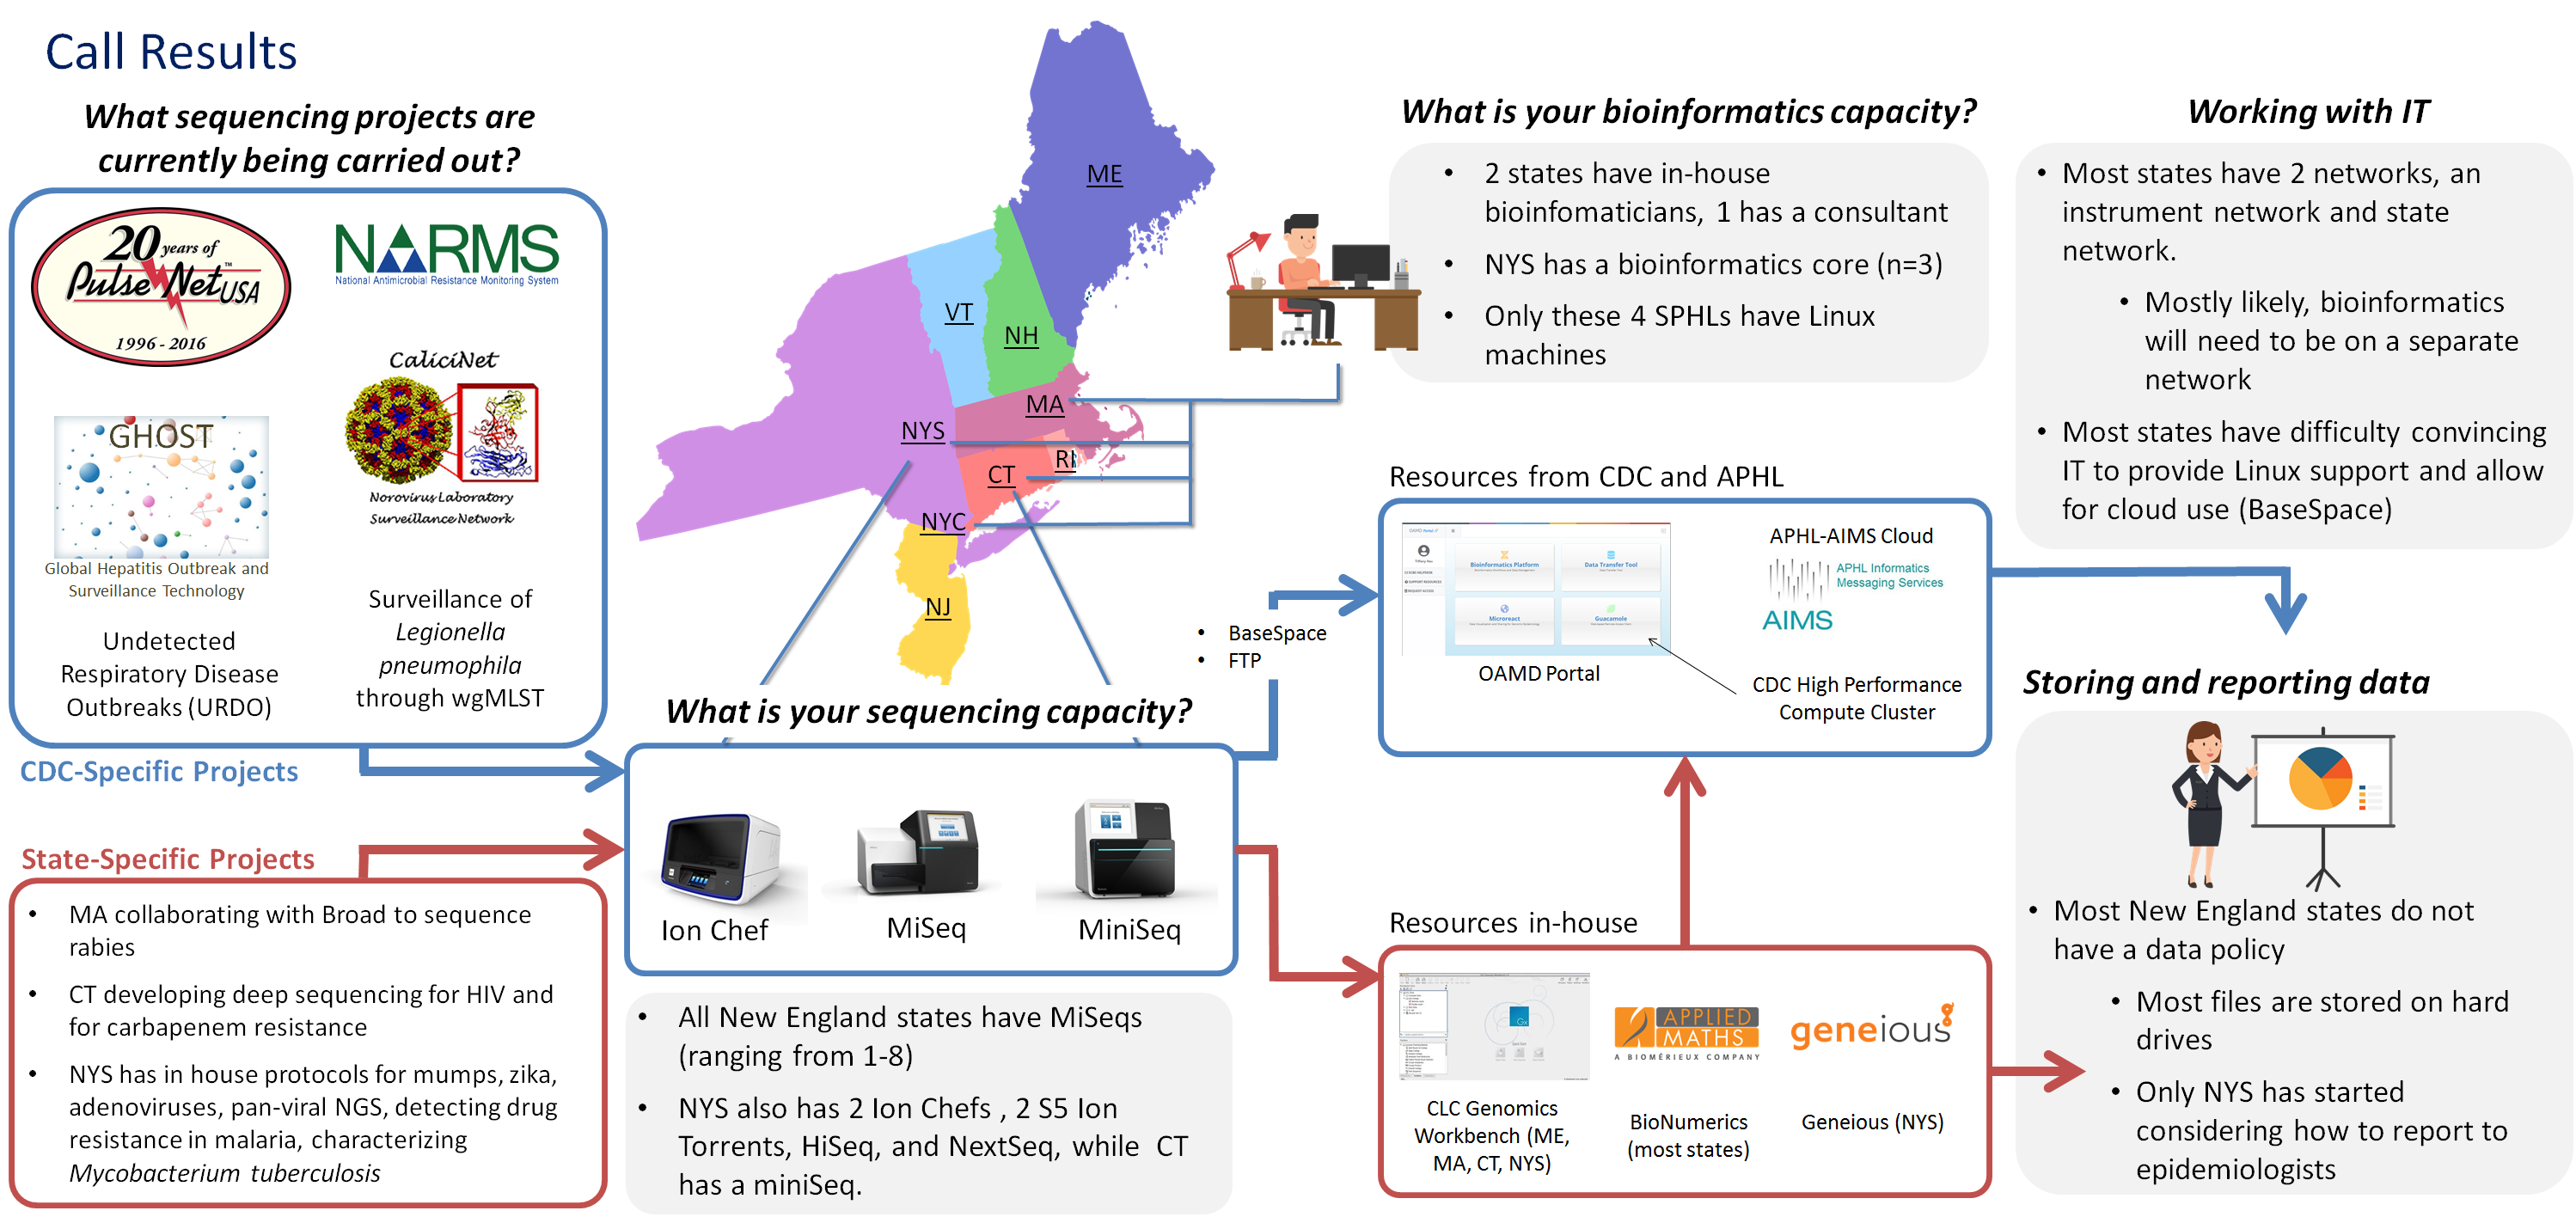 Call Results
What sequencing projects are
currently being carried out?
20 years of
PulseNet USA
™
1996 - 2016
NARMS
National Antimicrobial Resistance Monitoring System
CaliciNet
Norovirus Laboratory
Surveillance Network
GHOST
Global Hepatitis Outbreak and
Surveillance Technology
Undetected
Respiratory Disease
Outbreaks (URDO)
Surveillance of
Legionella
pneumophila
through wgMLST
CDC-Specific Projects
State-Specific Projects
• MA collaborating with Broad to sequence
rabies
• CT developing deep sequencing for HIV and
for carbapenem resistance
• NYS has in house protocols for mumps, zika,
adenoviruses, pan-viral NGS, detecting drug
resistance in malaria, characterizing
Mycobacterium tuberculosis
ME
VT
NH
MA
NYS
RI
CT
NYC
NJ
What is your sequencing capacity?
Ion Chef
MiSeq
MiniSeq
• All New England states have MiSeqs
(ranging from 1-8)
• NYS also has 2 Ion Chefs , 2 S5 Ion
Torrents, HiSeq, and NextSeq, while CT
has a miniSeq.
• BaseSpace
• FTP
What is your bioinformatics capacity?
• 2 states have in-house
bioinfomaticians, 1 has a consultant
• NYS has a bioinformatics core (n=3)
• Only these 4 SPHLs have Linux
machines
Resources from CDC and APHL
OAMD Portal
Bioinformatics Platform
Data Transfer Tool
Microreact
Guacamole
OAMD Portal
APHL-AIMS Cloud
APHL Informatics
Messaging Services
AIMS
CDC High Performance
Compute Cluster
Resources in-house
CLC Genomics
Workbench (ME,
MA, CT, NYS)
APPLIED
MATHS
A BIOMÉRIEUX COMPANY
BioNumerics
(most states)
geneious
Geneious (NYS)
Working with IT
• Most states have 2 networks, an
instrument network and state
network.
• Mostly likely, bioinformatics
will need to be on a separate
network
• Most states have difficulty convincing
IT to provide Linux support and allow
for cloud use (BaseSpace)
Storing and reporting data
• Most New England states do not
have a data policy
• Most files are stored on hard
drives
• Only NYS has started
considering how to report to
epidemiologists